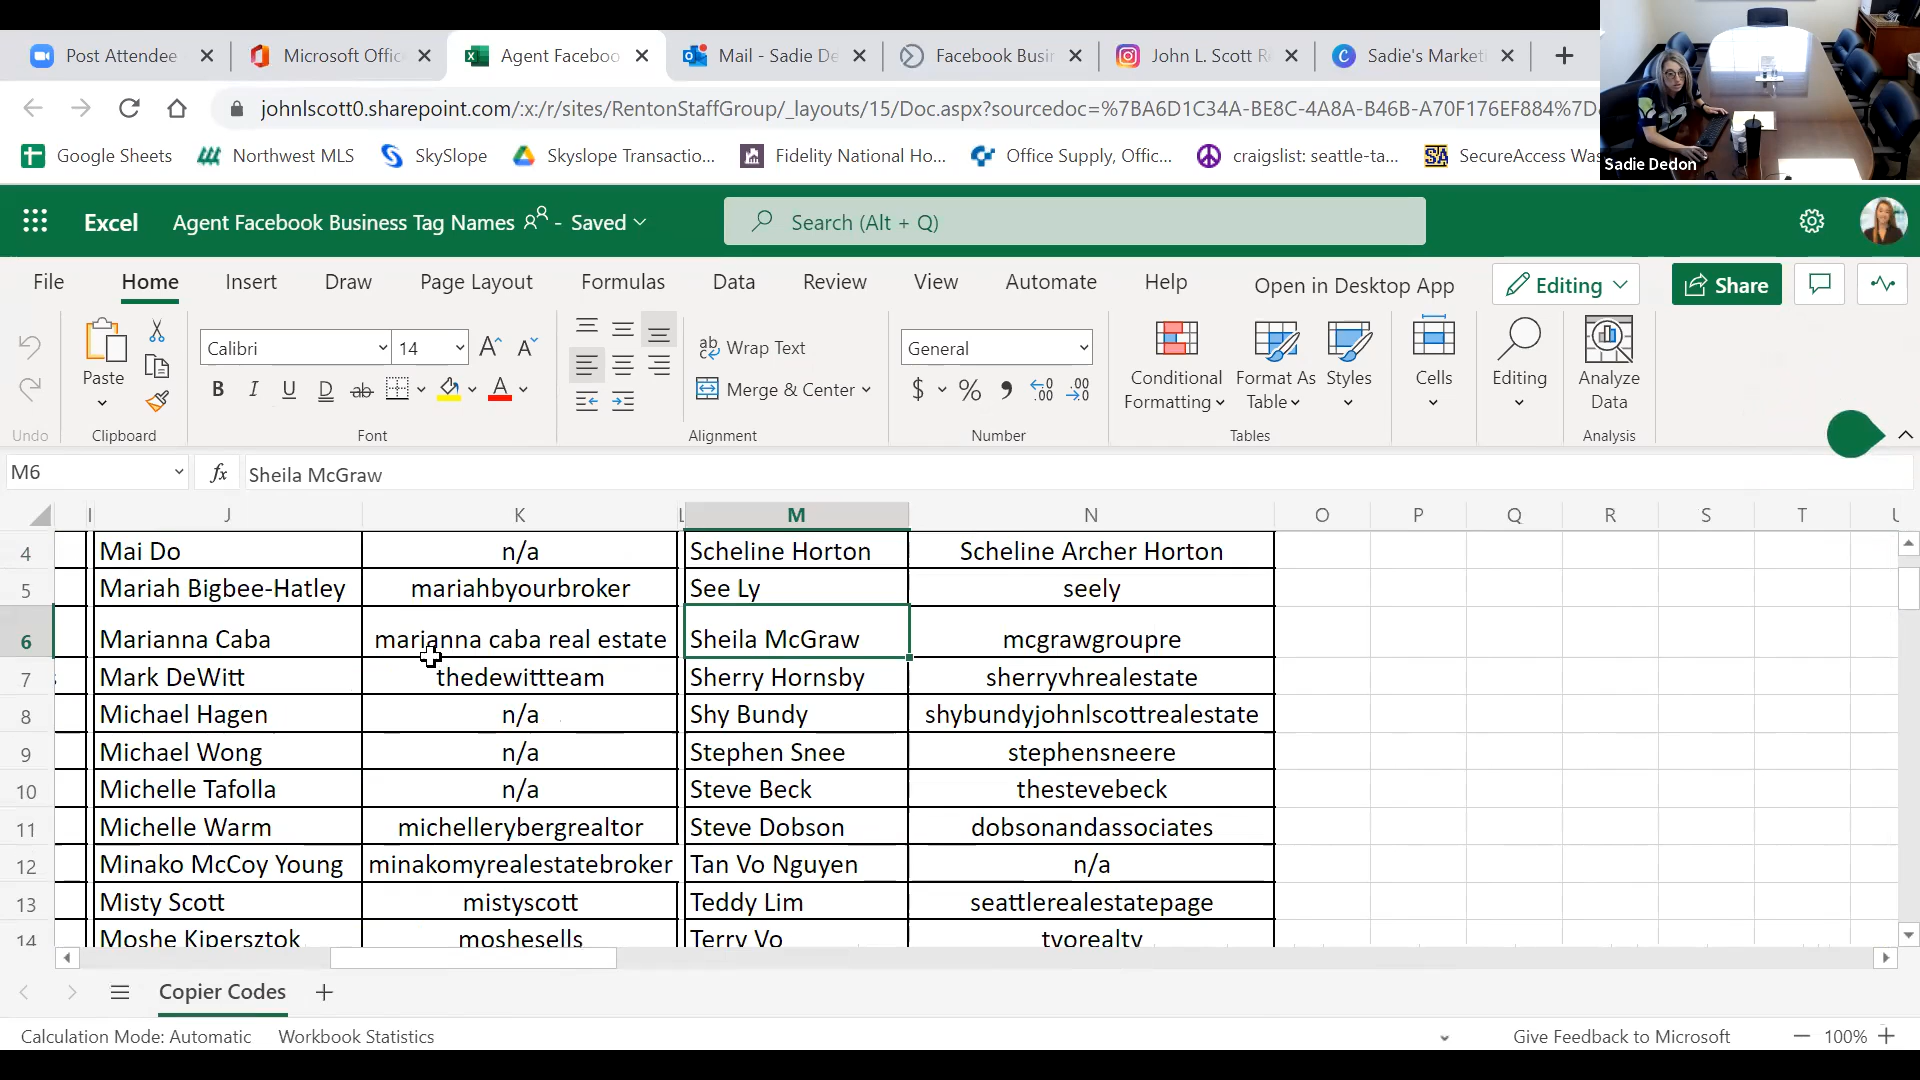 Post Attendee
Microsoft Offic
Agent Faceboo
Mail - Sadie De
Facebook Busi
John L. Scott R
Sadie's Marketi
johnlscott0.sharepoint.com/:x:/r/sites/RentonStaffGroup/_layouts/15/Doc.aspx?sourcedoc=%7BA6D1C34A-BE8C-4A8A-B46B-A70F176EF884%7D
Google Sheets
Northwest MLS
SkySlope
Skyslope Transactio...
Fidelity National Ho...
Office Supply, Offic...
craigslist: seattle-ta...
SecureAccess Was
Sadie Dedon
Excel
Agent Facebook Business Tag Names - Saved
Search (Alt + Q)
File Home Insert Draw Page Layout Formulas Data Review View Automate Help
Open in Desktop App
Editing
Share
Paste
Calibri
14
B I U D ab
A
Wrap Text
Merge & Center
General
$ % 9
Conditional Formatting
Format As Table
Styles
Cells
Editing
Analyze Data
Undo Clipboard Font Alignment Number Tables Analysis
M6 fx Sheila McGraw
I J K L M N O P Q R S T U
4 Mai Do n/a Scheline Horton Scheline Archer Horton
5 Mariah Bigbee-Hatley mariahbyourbroker See Ly seely
6 Marianna Caba marianna caba real estate Sheila McGraw mcgrawgroupre
7 Mark DeWitt thedewittteam Sherry Hornsby sherryvhrealestate
8 Michael Hagen n/a Shy Bundy shybundyjohnlscottrealestate
9 Michael Wong n/a Stephen Snee stephensneere
10 Michelle Tafolla n/a Steve Beck thestevebeck
11 Michelle Warm michellerybergrealtor Steve Dobson dobsonandassociates
12 Minako McCoy Young minakomyrealestatebroker Tan Vo Nguyen n/a
13 Misty Scott mistyscott Teddy Lim seattlerealestatepage
14 Moshe Kipersztok moshesells Terry Vo tvorealty
Copier Codes
Calculation Mode: Automatic Workbook Statistics
Give Feedback to Microsoft
100%